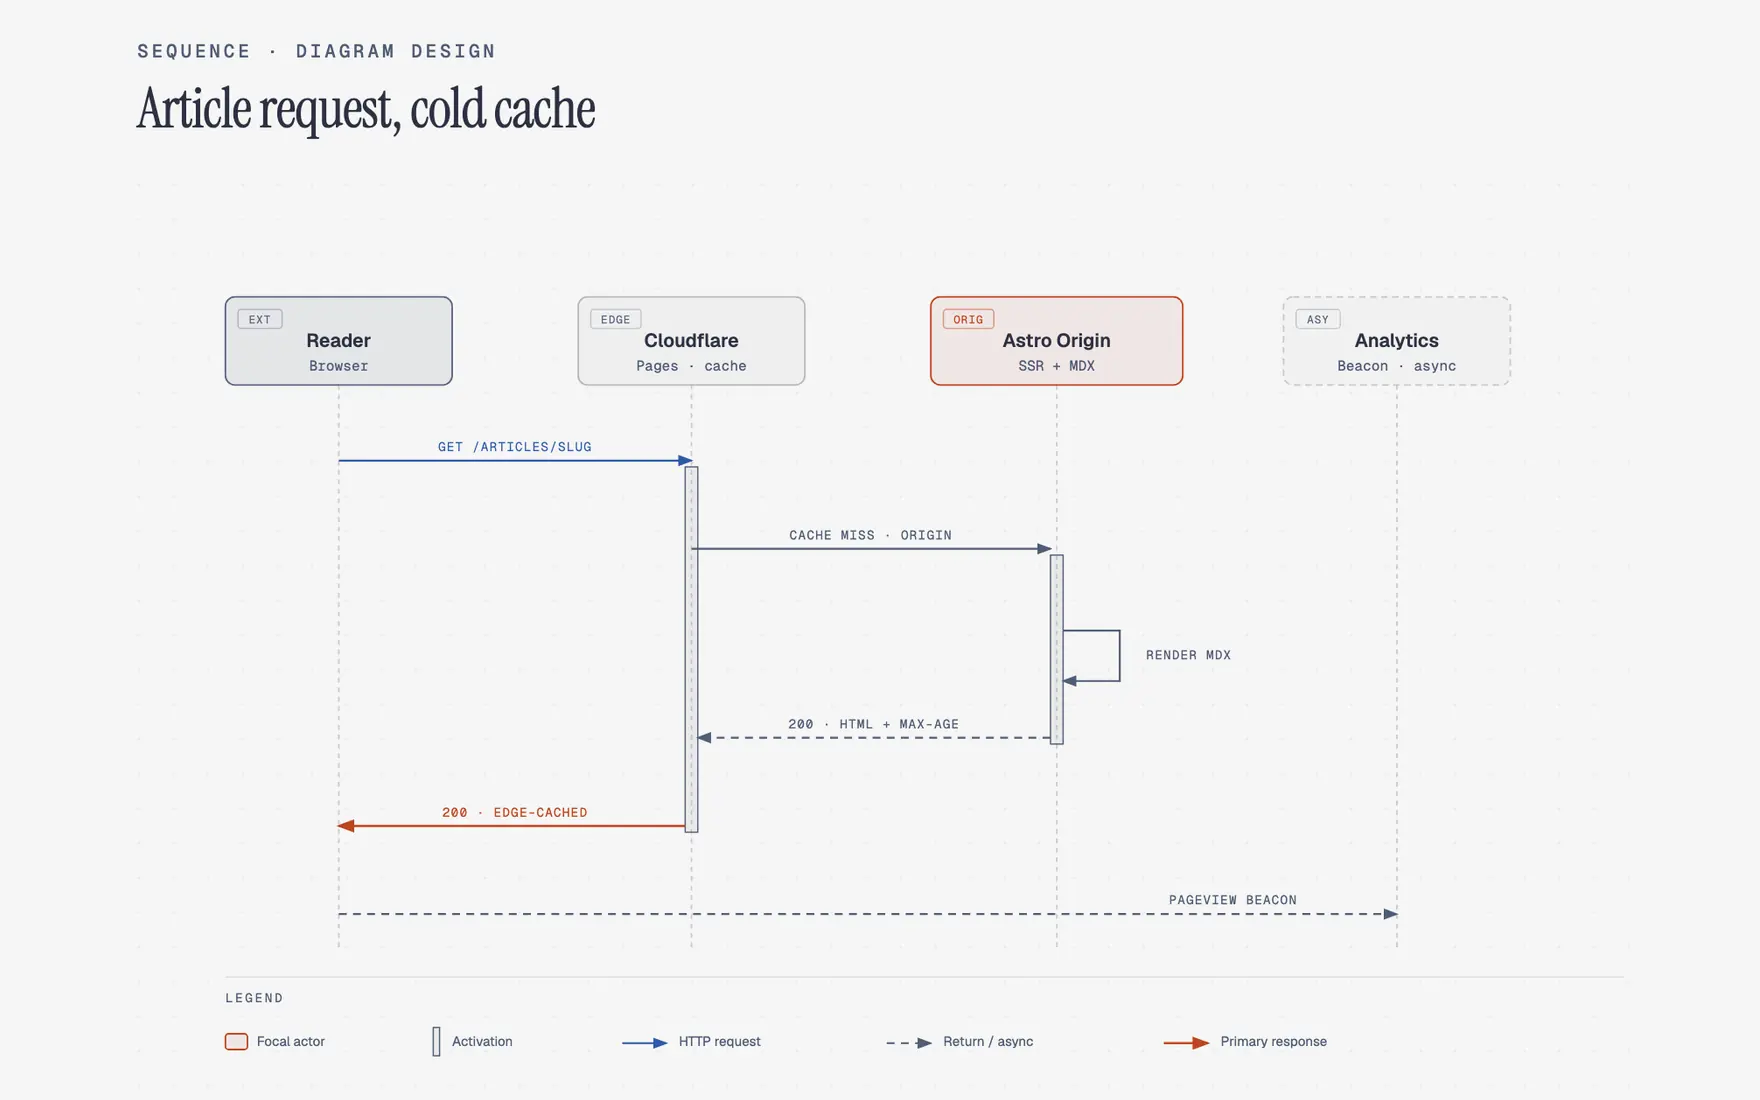 SEQUENCE · DIAGRAM DESIGN
Article request, cold cache
EXT
Reader
Browser
EDGE
Cloudflare
Pages · cache
ORIG
Astro Origin
SSR + MDX
ASY
Analytics
Beacon · async
GET /ARTICLES/SLUG
CACHE MISS · ORIGIN
RENDER MDX
200 · HTML + MAX-AGE
200 · EDGE-CACHED
PAGEVIEW BEACON
LEGEND
Focal actor
Activation
HTTP request
Return / async
Primary response